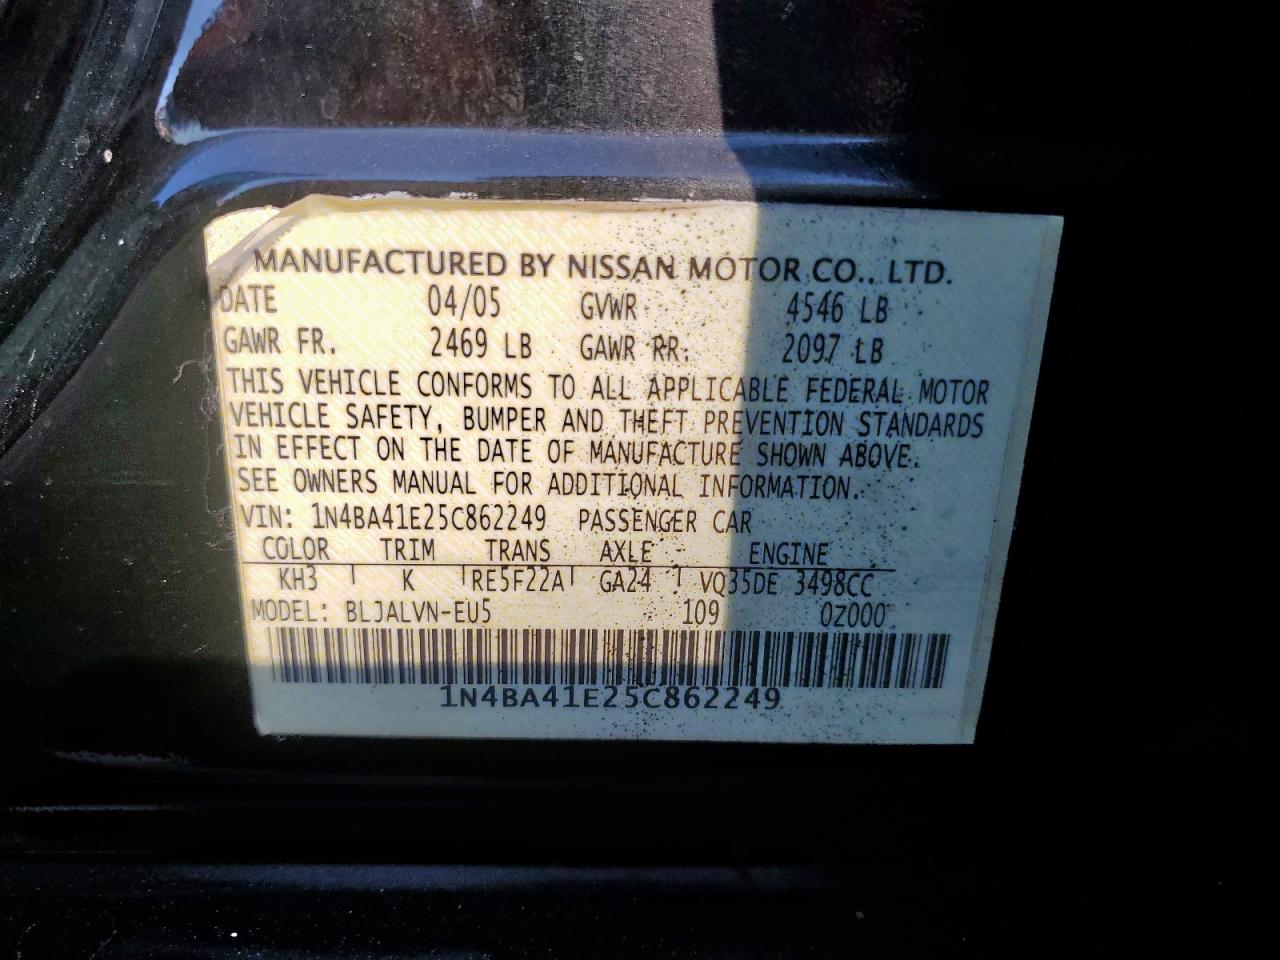 MANUFACTURED BY NISSAN MOTOR CO., LTD.
DATE 04/05 GVWR 4546 LB
GAWR FR. 2469 LB GAWR RR. 2097 LB
THIS VEHICLE CONFORMS TO ALL APPLICABLE FEDERAL MOTOR
VEHICLE SAFETY, BUMPER AND THEFT PREVENTION STANDARDS
IN EFFECT ON THE DATE OF MANUFACTURE SHOWN ABOVE.
SEE OWNERS MANUAL FOR ADDITIONAL INFORMATION.
VIN: 1N4BA41E25C862249 PASSENGER CAR
COLOR TRIM TRANS AXLE ENGINE
KH3 K RE5F22A GA24 VQ35DE 3498CC
MODEL: BLJALVN-EU5 109 0Z000
1N4BA41E25C862249